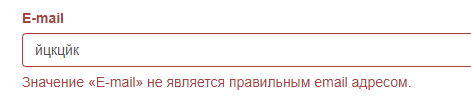 E-mail
йцкцйк
Значение «E-mail» не является правильным email адресом.